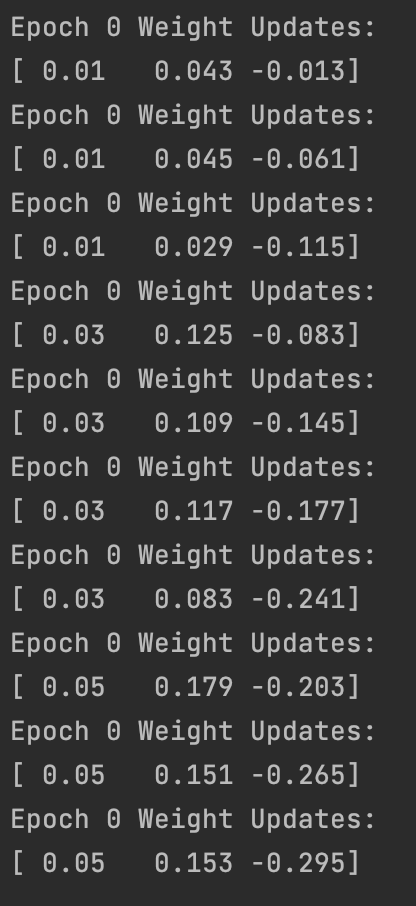 Epoch 0 Weight Updates:
[ 0.01   0.043 -0.013]
Epoch 0 Weight Updates:
[ 0.01   0.045 -0.061]
Epoch 0 Weight Updates:
[ 0.01   0.029 -0.115]
Epoch 0 Weight Updates:
[ 0.03   0.125 -0.083]
Epoch 0 Weight Updates:
[ 0.03   0.109 -0.145]
Epoch 0 Weight Updates:
[ 0.03   0.117 -0.177]
Epoch 0 Weight Updates:
[ 0.03   0.083 -0.241]
Epoch 0 Weight Updates:
[ 0.05   0.179 -0.203]
Epoch 0 Weight Updates:
[ 0.05   0.151 -0.265]
Epoch 0 Weight Updates:
[ 0.05   0.153 -0.295]